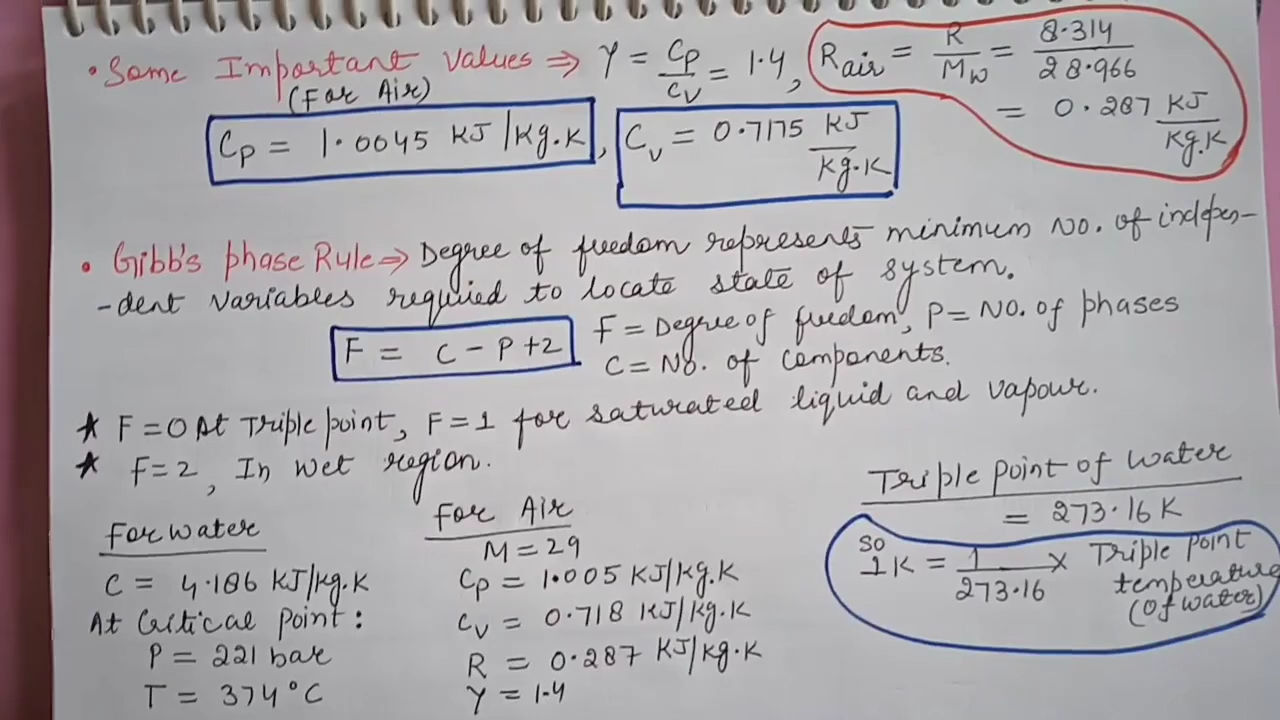 • Some Important Values ⇒ γ = Cp/Cv = 1.4, Rair = R/Mw = 8.314/28.966
(For Air)
= 0.287 KJ/Kg.K
Cp = 1.0045 KJ/Kg.K, Cv = 0.7175 KJ/Kg.K
• Gibb's phase Rule ⇒ Degree of freedom represents minimum No. of indepen-
-dent variables required to locate state of system.
F = C - P + 2
F = Degree of freedom, P = No. of phases
C = No. of components.
★ F = 0 At Triple point, F = 1 for saturated liquid and vapour.
★ F = 2, In wet region.
For water
C = 4.186 KJ/kg.K
At Critical point :
P = 221 bar
T = 374°C
For Air
M = 29
Cp = 1.005 KJ/kg.K
Cv = 0.718 KJ/kg.K
R = 0.287 KJ/kg.K
γ = 1.4
Triple point of water
= 273.16 K
so
1K = 1/273.16 × Triple point
temperature
(of water)